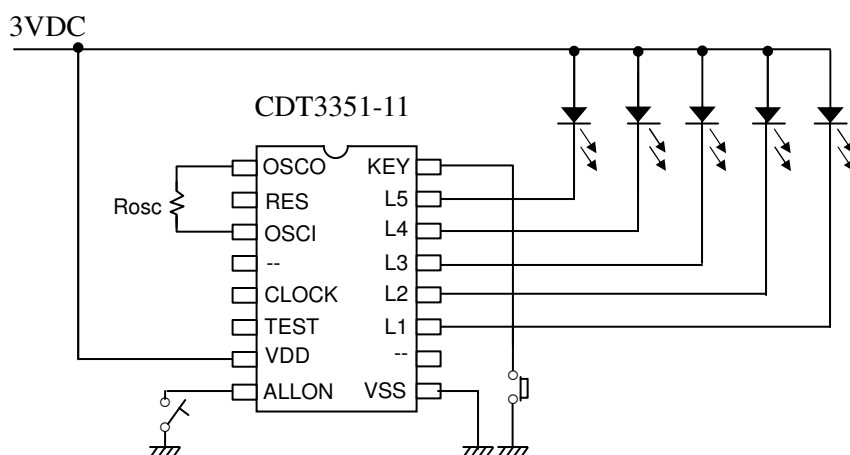 3VDC
CDT3351-11
OSCO KEY
RES L5
Rosc
OSCI L4
-- L3
CLOCK L2
TEST L1
VDD --
ALLON VSS